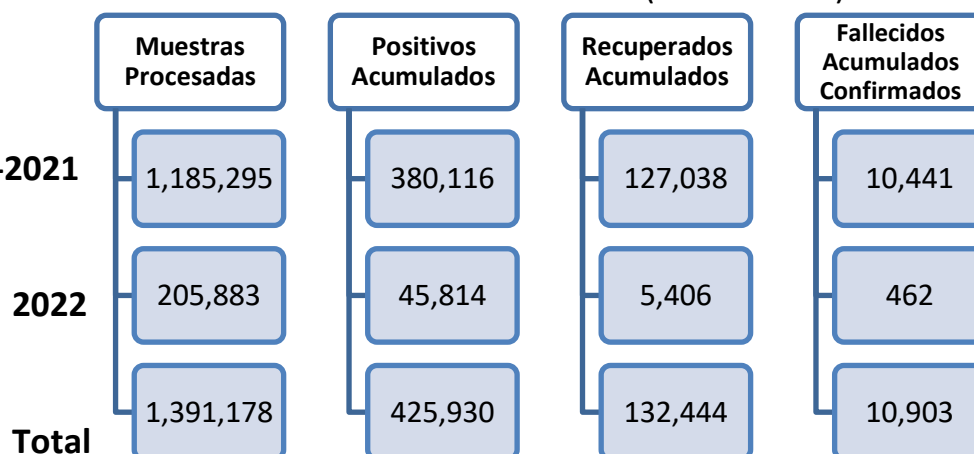 Muestras
Procesadas
Positivos
Acumulados
Recuperados
Acumulados
Fallecidos
Acumulados
Confirmados
-2021
1,185,295
380,116
127,038
10,441
2022
205,883
45,814
5,406
462
Total
1,391,178
425,930
132,444
10,903